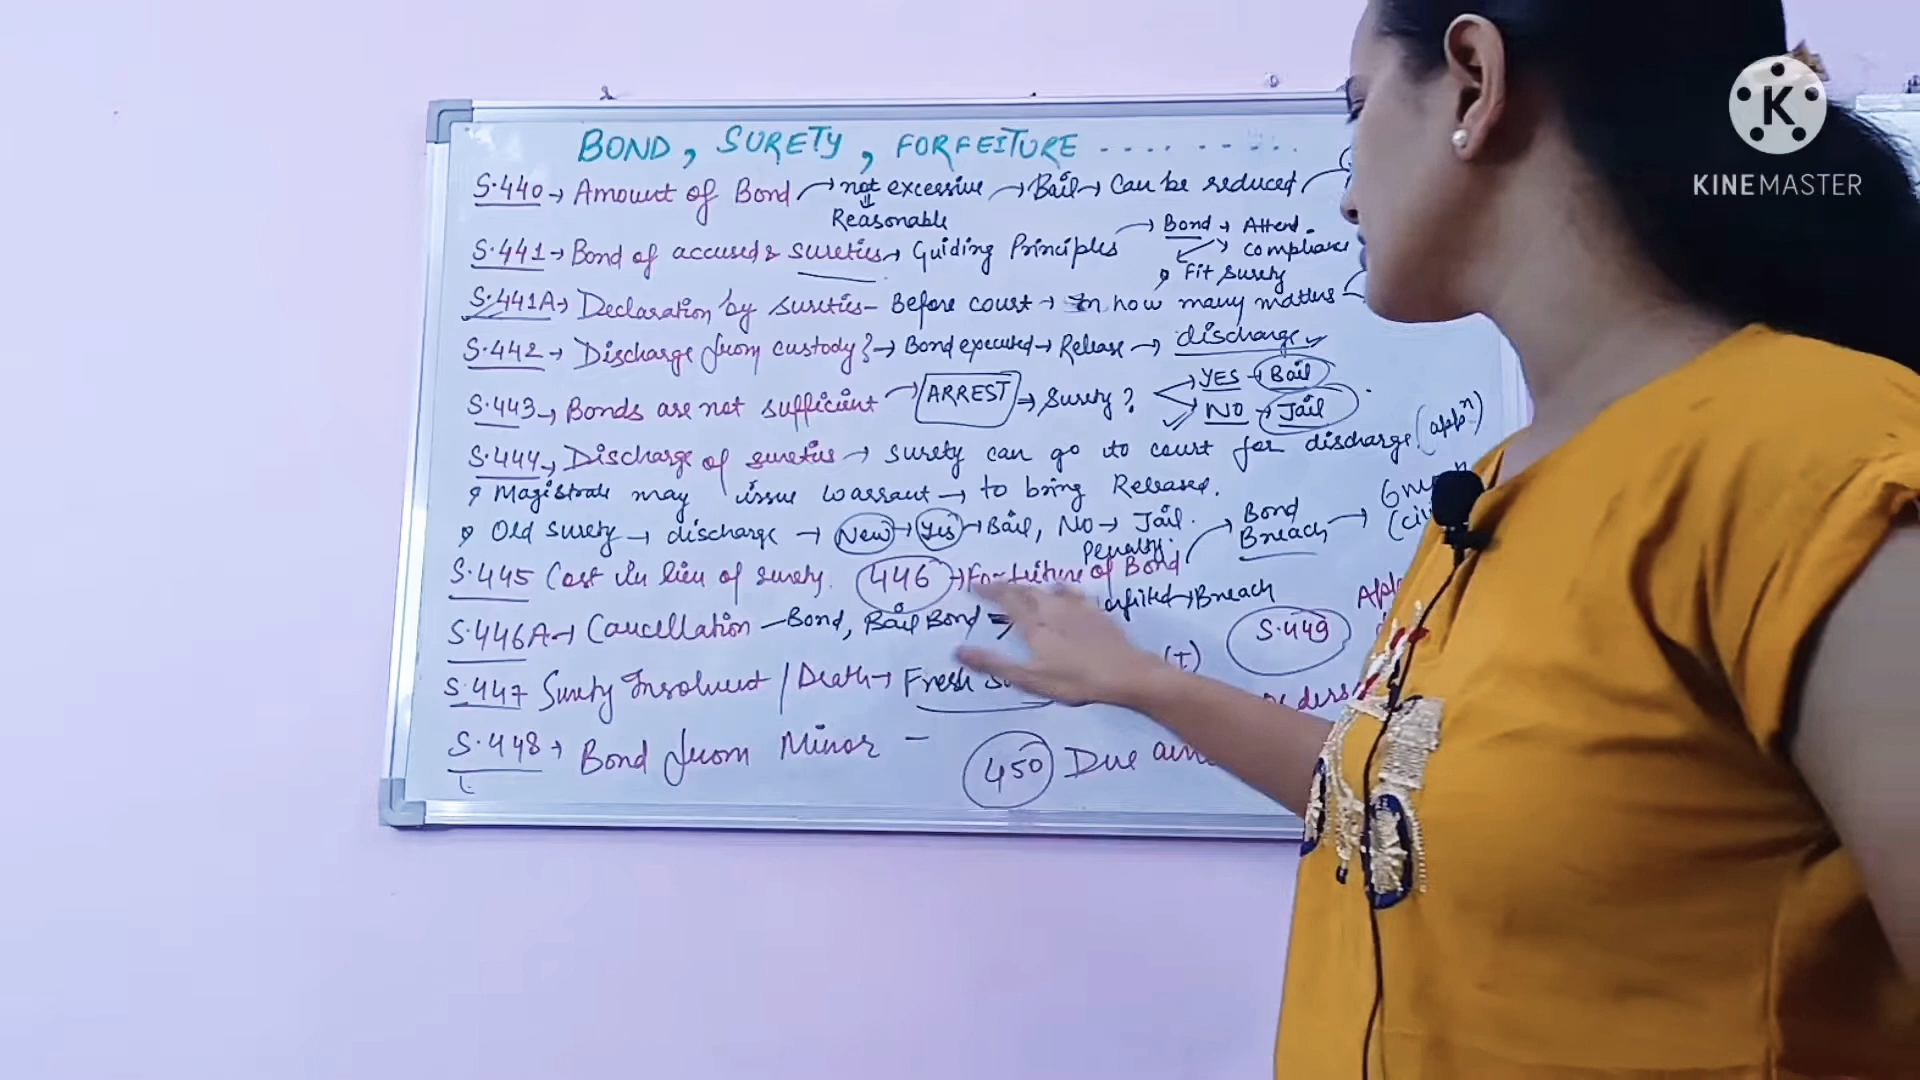 BOND, SURETY, FORFEITURE ..... ....
S.440 → Amount of Bond → not excessive → Bail → Can be reduced
⇓
Reasonable
S.441 → Bond of accused & sureties → Guiding Principles → Bond → Attend.
→ compliance
Fit Surety
S.441A → Declaration by sureties - Before court → In how many matters
S.442 → Discharge from custody } → Bond executed → Release → discharge
S.443 → Bonds are not sufficient → ARREST → Surety?
YES → Bail
NO → Jail
S.444 → Discharge of sureties → surety can go to court for discharge (appn)
Magistrate may issue warrant → to bring Released.
Old surety → discharge → New → Yes → Bail, NO → Jail.
Penalty.
S.445 Cast in lieu of surety. 446 → Forfeiture of Bond → Bond Breach → 6 m
S.446A → Cancellation - Bond, Bail Bond → Breach
S.449
S.447 Surety Insolvent / Death → Fresh
S.448 → Bond from Minor -
450 Due
KINEMASTER